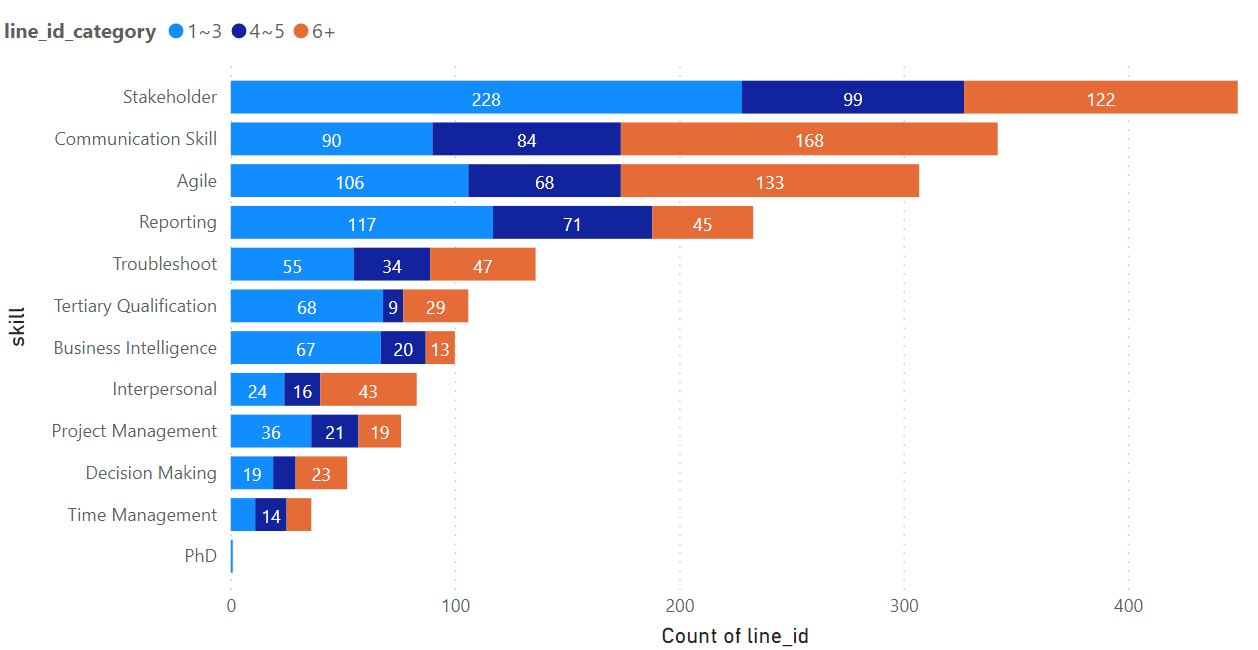 line_id_category 1~3 4~5 6+
Stakeholder 228 99 122
Communication Skill 90 84 168
Agile 106 68 133
Reporting 117 71 45
Troubleshoot 55 34 47
Tertiary Qualification 68 9 29
Business Intelligence 67 20 13
Interpersonal 24 16 43
Project Management 36 21 19
Decision Making 19 23
Time Management 14
PhD
skill
0 100 200 300 400
Count of line_id